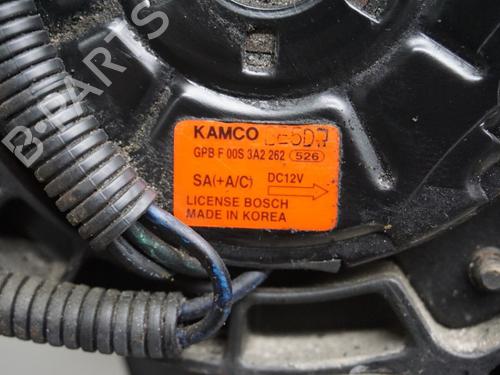 B-PARTS
KAMCO
GPB F 00S 3A2 262 526
SA(+A/C) DC12V
LICENSE BOSCH
MADE IN KOREA